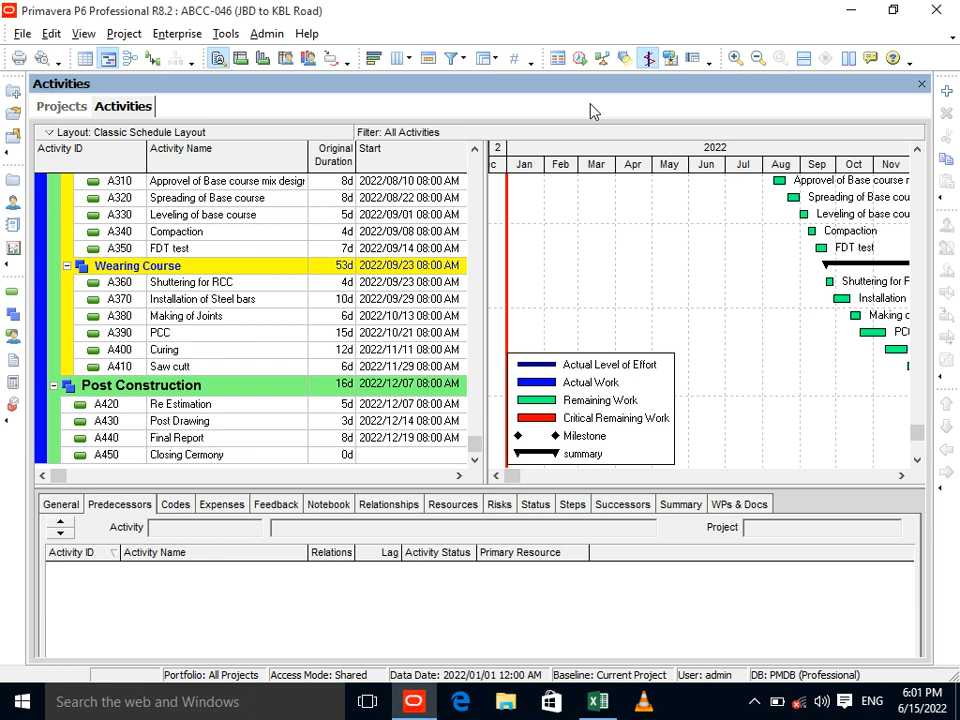 Primavera P6 Professional R8.2 : ABCC-046 (JBD to KBL Road)
File Edit View Project Enterprise Tools Admin Help
Activities
Projects Activities
Layout: Classic Schedule Layout Filter: All Activities
Activity ID Activity Name Original Duration Start 2 2022
c Jan Feb Mar Apr May Jun Jul Aug Sep Oct Nov
A310 Approvel of Base course mix desigr 8d 2022/08/10 08:00 AM Approvel of Base course r
A320 Spreading of Base course 8d 2022/08/22 08:00 AM Spreading of Base cou
A330 Leveling of base course 5d 2022/09/01 08:00 AM Leveling of base cou
A340 Compaction 4d 2022/09/08 08:00 AM Compaction
A350 FDT test 7d 2022/09/14 08:00 AM FDT test
Wearing Course 53d 2022/09/23 08:00 AM
A360 Shuttering for RCC 4d 2022/09/23 08:00 AM Shuttering for F
A370 Installation of Steel bars 10d 2022/09/29 08:00 AM Installation
A380 Making of Joints 6d 2022/10/13 08:00 AM Making c
A390 PCC 15d 2022/10/21 08:00 AM PC
A400 Curing 12d 2022/11/11 08:00 AM
A410 Saw cutt 6d 2022/11/29 08:00 AM
Post Construction 16d 2022/12/07 08:00 AM
A420 Re Estimation 5d 2022/12/07 08:00 AM
A430 Post Drawing 3d 2022/12/14 08:00 AM
A440 Final Report 8d 2022/12/19 08:00 AM
A450 Closing Cermony 0d
Actual Level of Effort
Actual Work
Remaining Work
Critical Remaining Work
Milestone
summary
General Predecessors Codes Expenses Feedback Notebook Relationships Resources Risks Status Steps Successors Summary WPs & Docs
Activity Project
Activity ID Activity Name Relations Lag Activity Status Primary Resource
Portfolio: All Projects Access Mode: Shared Data Date: 2022/01/01 12:00 AM Baseline: Current Project User: admin DB: PMDB (Professional)
Search the web and Windows ENG 6:01 PM
6/15/2022